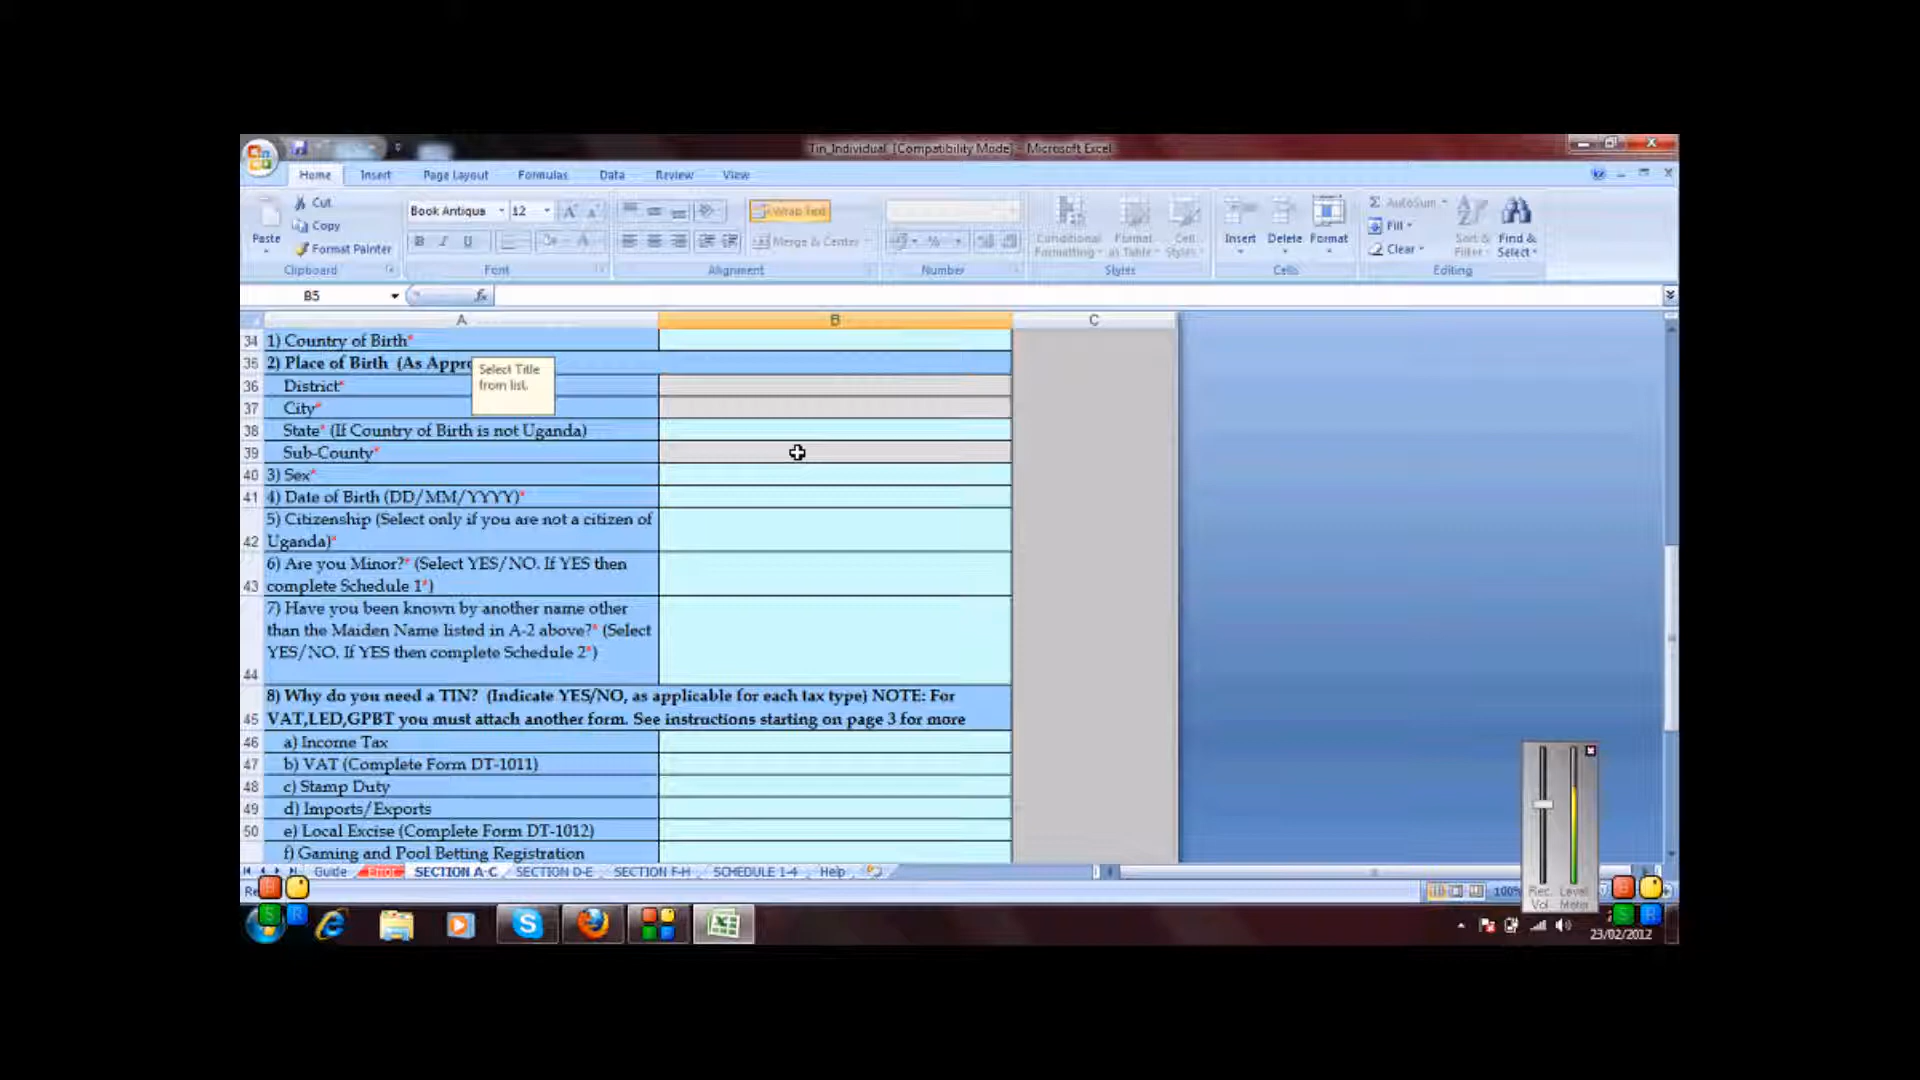 Tin_Individual [Compatibility Mode] - Microsoft Excel
Home Insert Page Layout Formulas Data Review View
Cut
Copy
Format Painter
Paste
Clipboard
Book Antiqua 12
B I U
Font
Wrap Text
Merge & Center
Alignment
%
Number
Conditional Formatting
Format as Table
Cell Styles
Styles
Insert Delete Format
Cells
Σ AutoSum
Fill
Clear
Sort & Filter
Find & Select
Editing
B5 fx
A B C
34 1) Country of Birth*
35 2) Place of Birth (As Appro
Select Title
from list.
36 District*
37 City*
38 State* (If Country of Birth is not Uganda)
39 Sub-County*
40 3) Sex*
41 4) Date of Birth (DD/MM/YYYY)*
5) Citizenship (Select only if you are not a citizen of
42 Uganda)*
6) Are you Minor?* (Select YES/NO. If YES then
43 complete Schedule 1*)
7) Have you been known by another name other
than the Maiden Name listed in A-2 above?* (Select
YES/NO. If YES then complete Schedule 2*)
44
8) Why do you need a TIN? (Indicate YES/NO, as applicable for each tax type) NOTE: For
45 VAT,LED,GPBT you must attach another form. See instructions starting on page 3 for more
46 a) Income Tax
47 b) VAT (Complete Form DT-1011)
48 c) Stamp Duty
49 d) Imports/Exports
50 e) Local Excise (Complete Form DT-1012)
f) Gaming and Pool Betting Registration
Guide Error SECTION A-C SECTION D-E SECTION F-H SCHEDULE 1-4 Help
Re
100%
Rec. Level
Vol Meter
B
S R
B
S R
23/02/2012